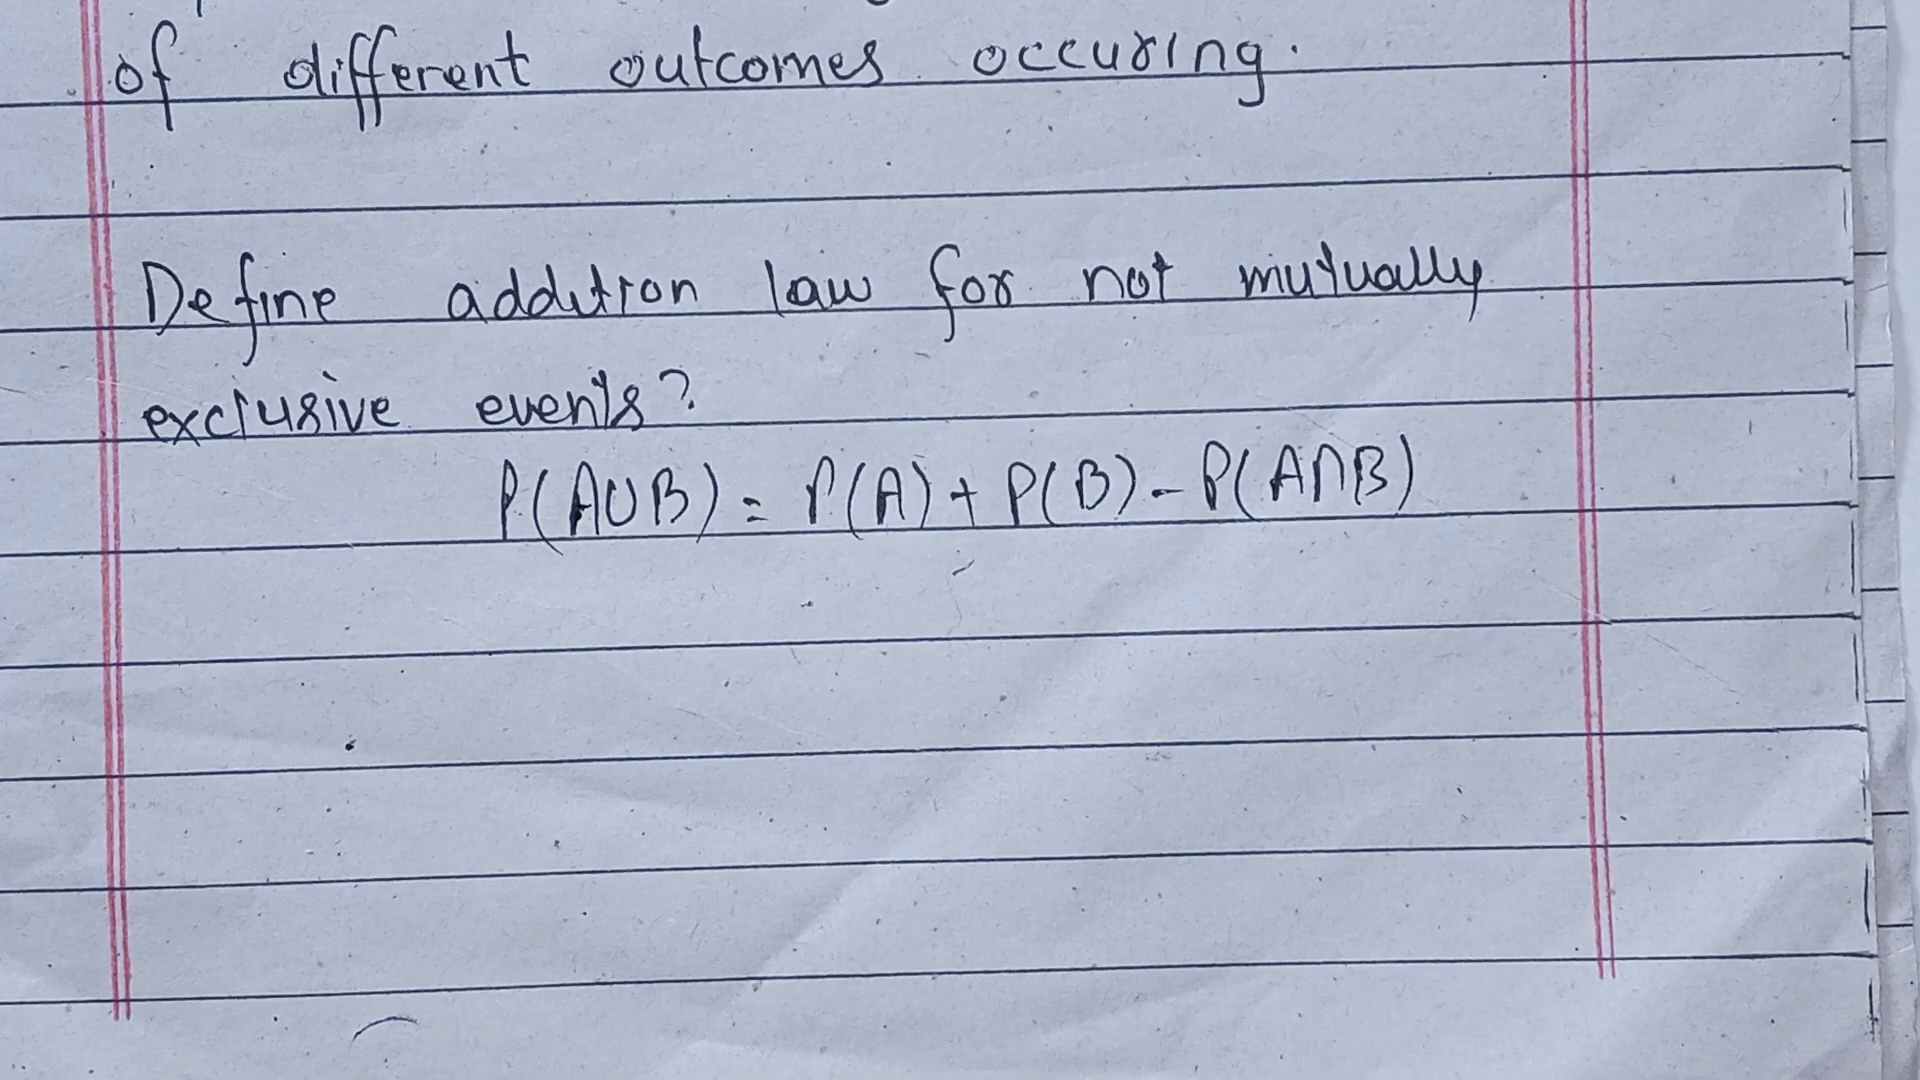 of different outcomes occuring.
Define addition law for not mutually
exclusive events?
P(A∪B) = P(A) + P(B) - P(A∩B)